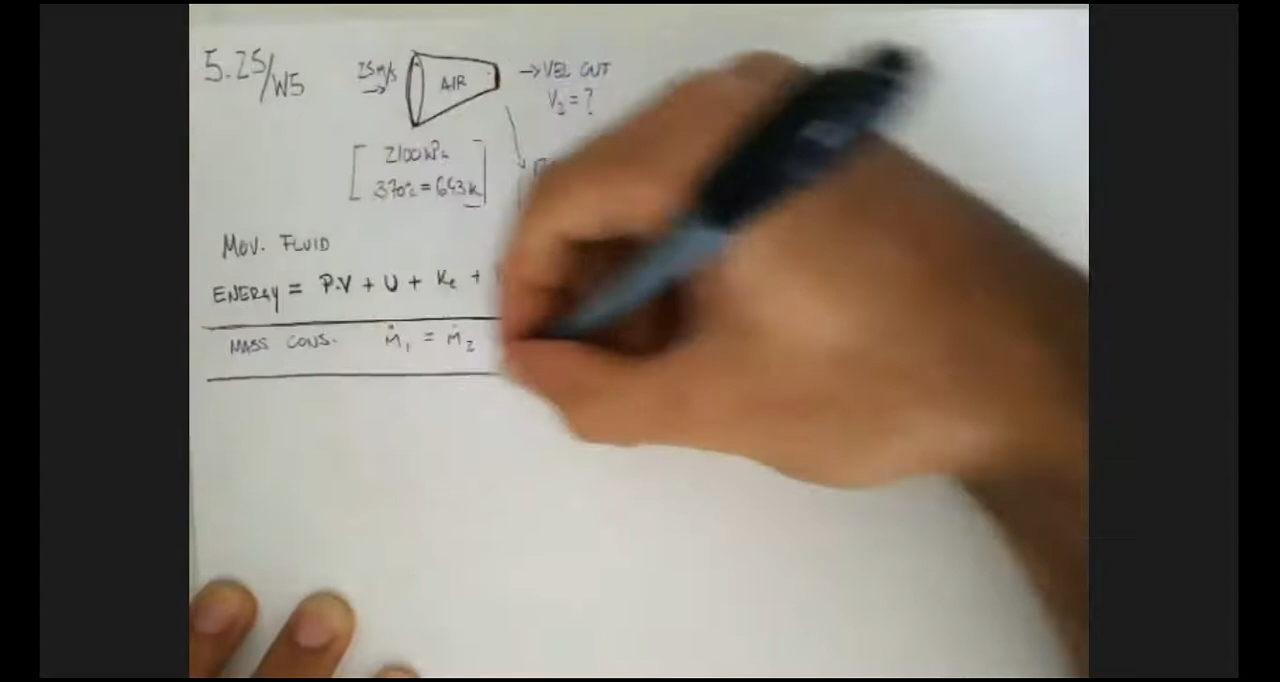 5.25/W5
25 m/s
AIR
→ VEL OUT
V2 = ?
2100 kPa
370°C = 643 K
MOV. FLUID
ENERGY = P.V + U + Ke +
MASS CONS. ṁ1 = ṁ2